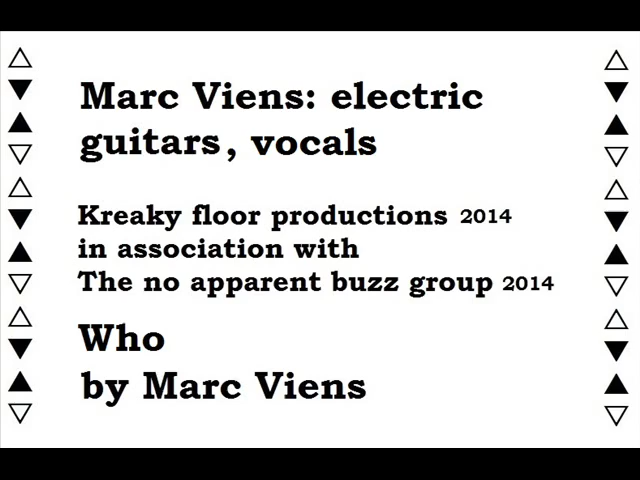 Marc Viens: electric
guitars, vocals
Kreaky floor productions 2014
in association with
The no apparent buzz group 2014
Who
by Marc Viens